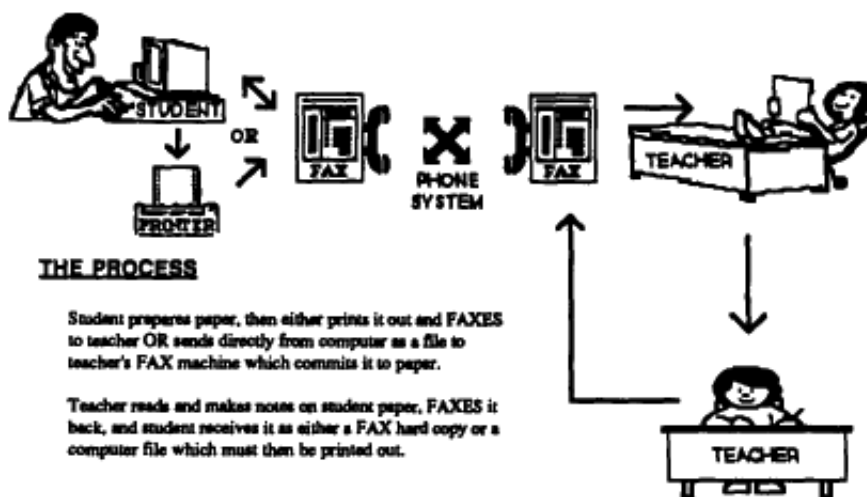 STUDENT
OR
FAX
PHONE
SYSTEM
FAX
TEACHER
PRINTER
THE PROCESS
Student prepares paper, then either prints it out and FAXES
to teacher OR sends directly from computer as a file to
teacher's FAX machine which commits it to paper.
Teacher reads and makes notes on student paper, FAXES it
back, and student receives it as either a FAX hard copy or a
computer file which must then be printed out.
TEACHER